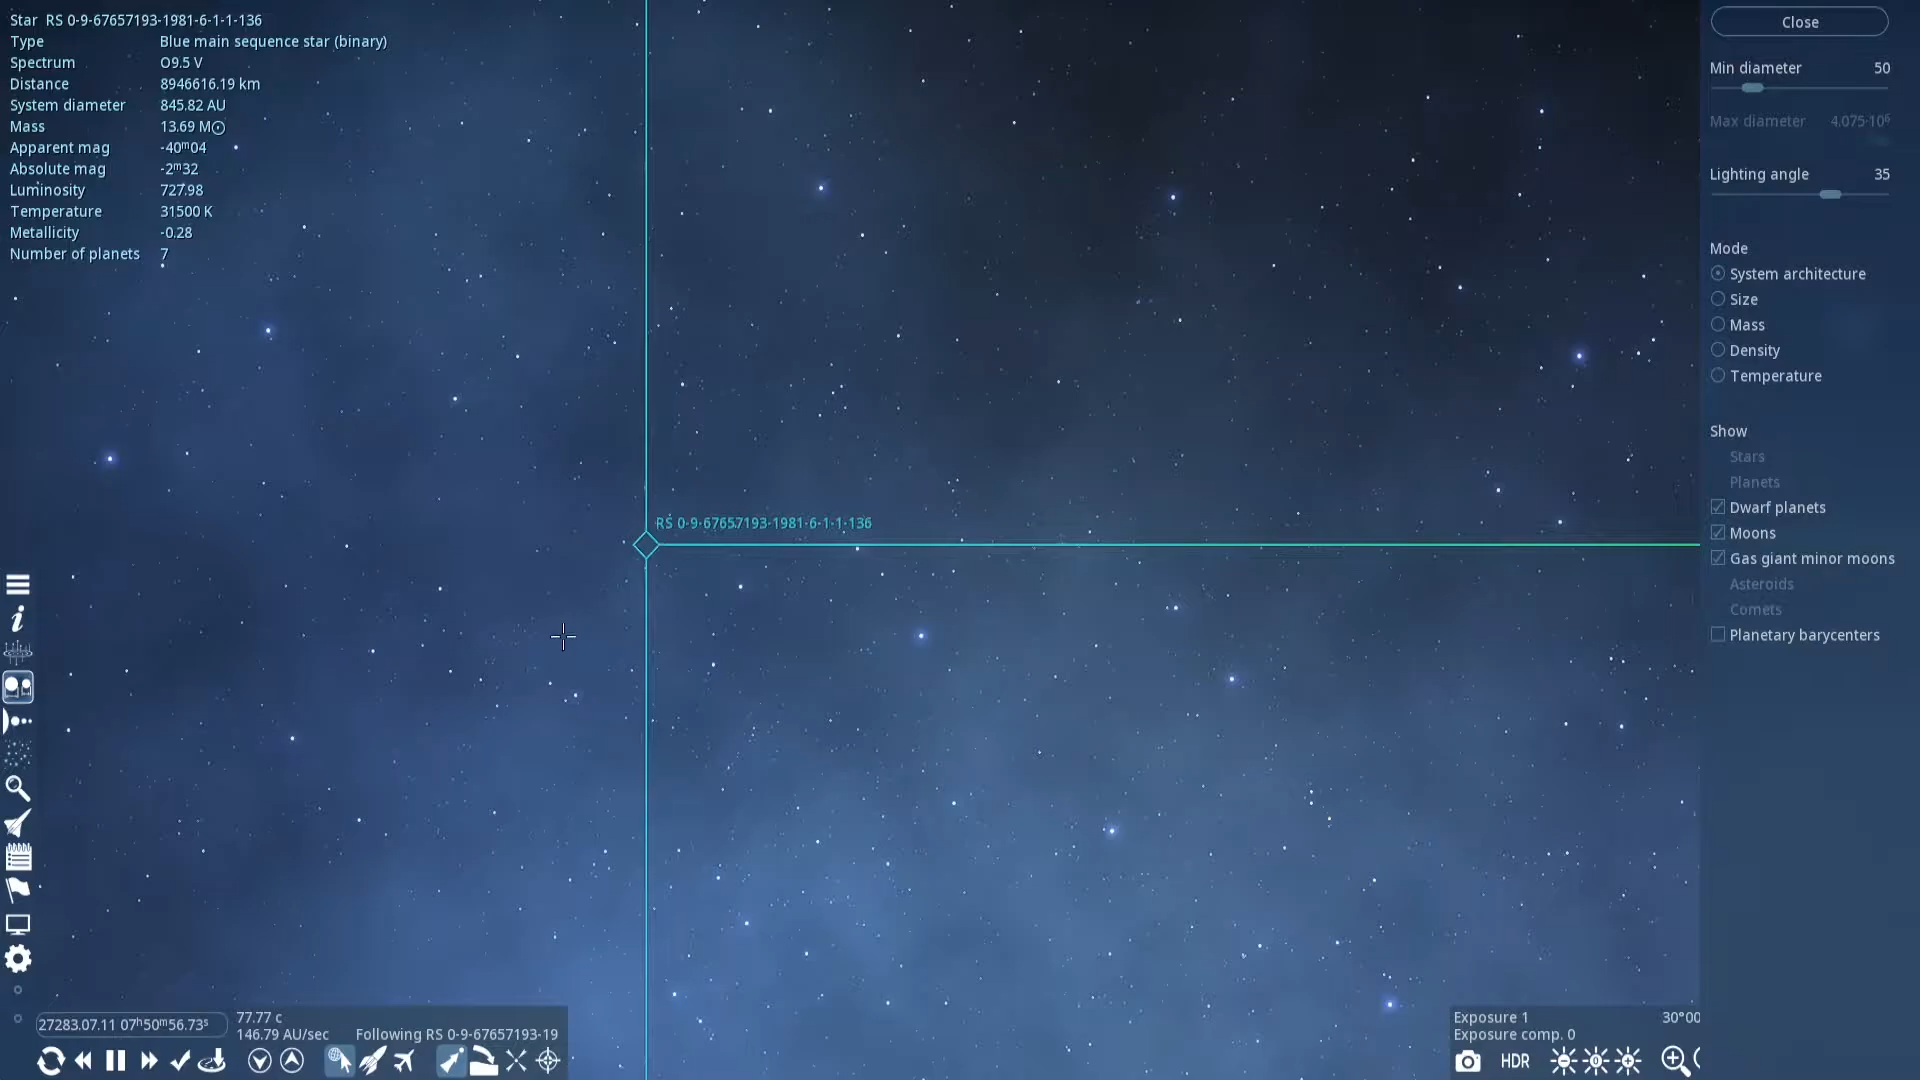 Star RS 0-9-67657193-1981-6-1-1-136
Type Blue main sequence star (binary)
Spectrum O9.5 V
Distance 8946616.19 km
System diameter 845.82 AU
Mass 13.69 M☉
Apparent mag -40ᵐ04
Absolute mag -2ᵐ32
Luminosity 727.98
Temperature 31500 K
Metallicity -0.28
Number of planets 7
RS 0-9-67657193-1981-6-1-1-136
Close
Min diameter 50
Max diameter 4.075·10⁶
Lighting angle 35
Mode
System architecture
Size
Mass
Density
Temperature
Show
Stars
Planets
Dwarf planets
Moons
Gas giant minor moons
Asteroids
Comets
Planetary barycenters
27283.07.11 07ʰ50ᵐ56.73ˢ
77.77 c
146.79 AU/sec Following RS 0-9-67657193-19
Exposure 1 30°00
Exposure comp. 0
HDR